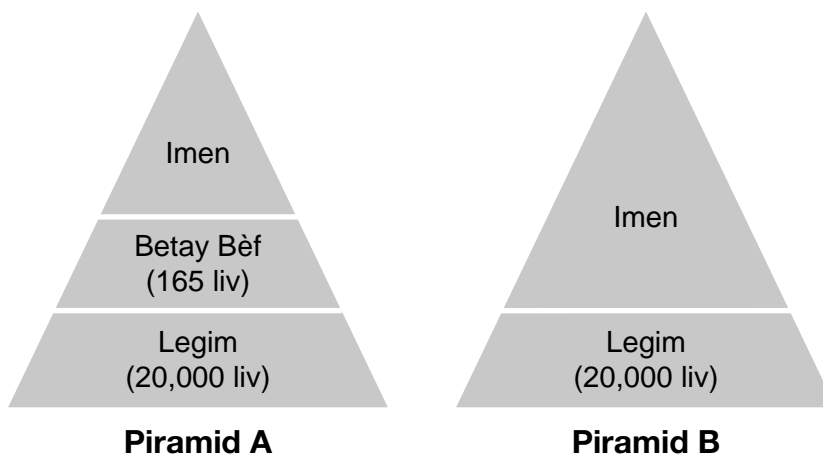 Imen
Betay Bèf
(165 liv)
Legim
(20,000 liv)
Piramid A
Imen
Legim
(20,000 liv)
Piramid B